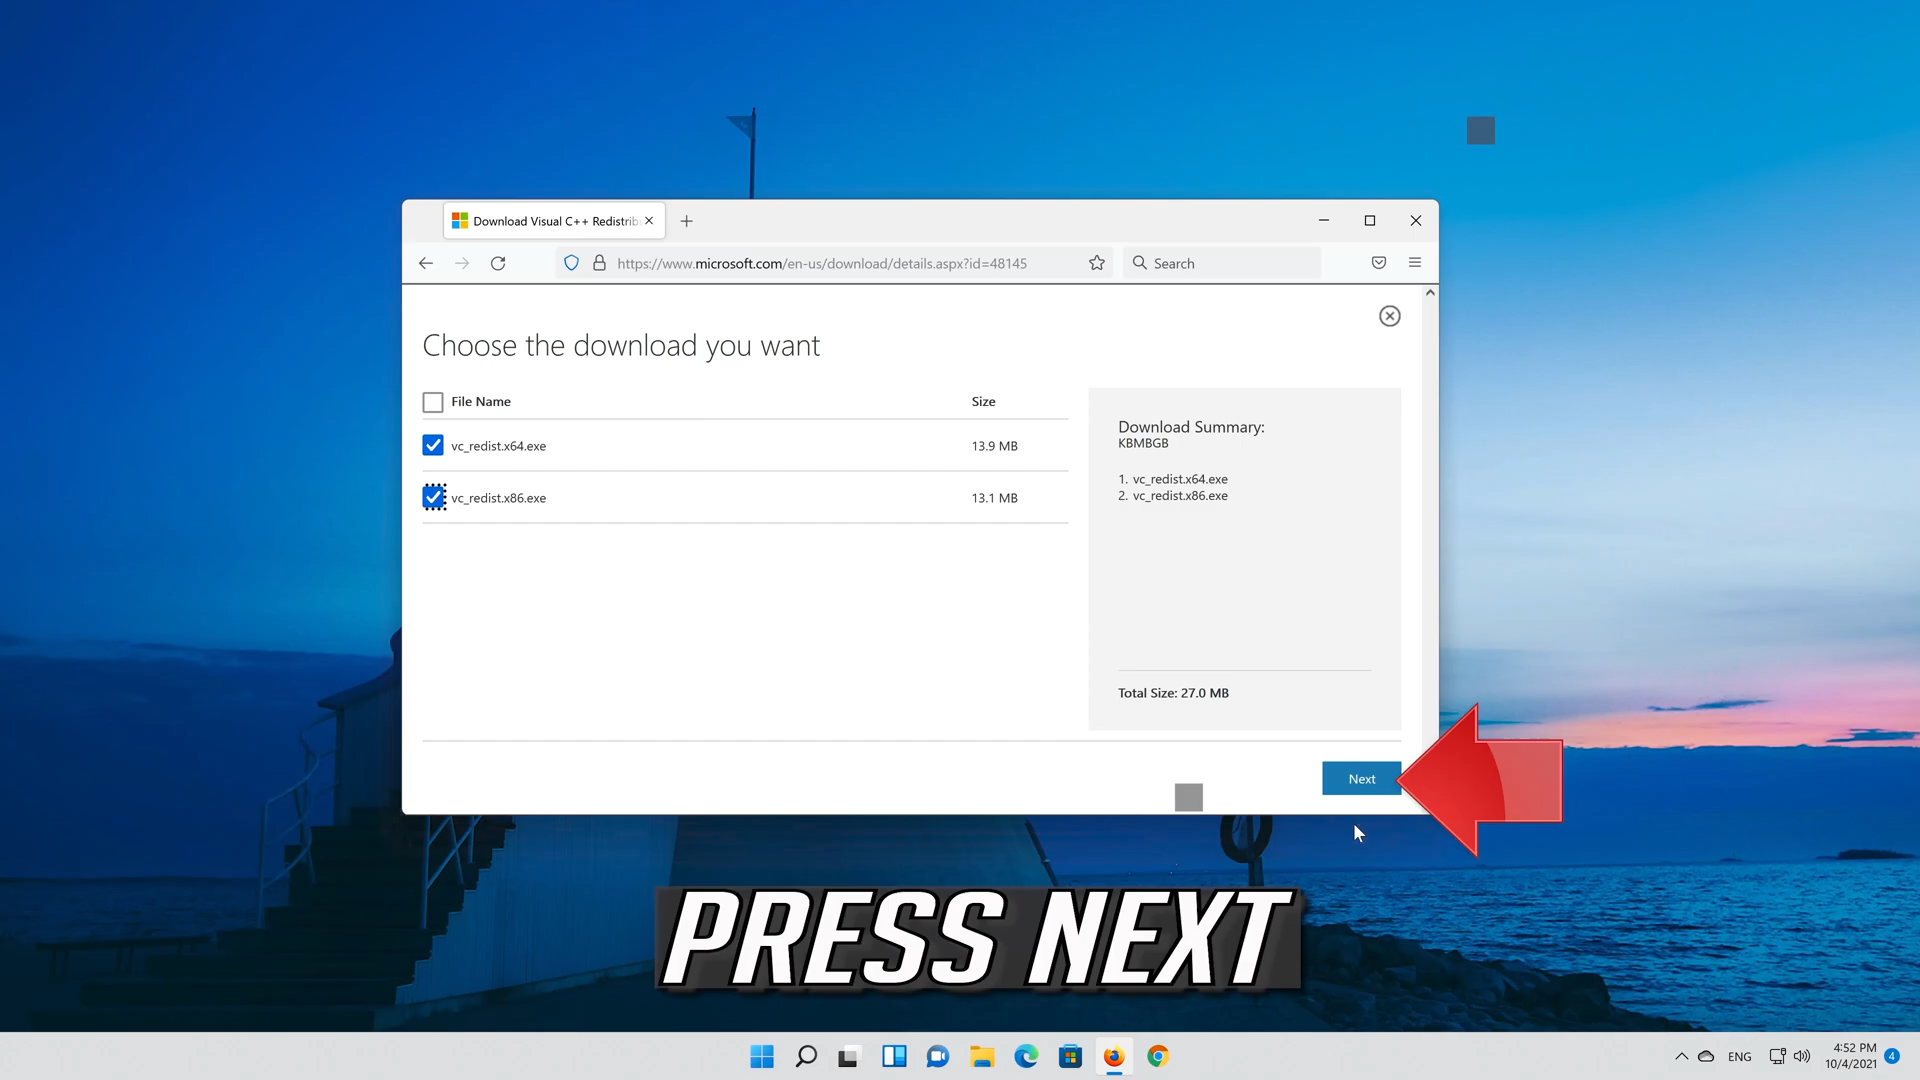 Download Visual C++ Redistrib
https://www.microsoft.com/en-us/download/details.aspx?id=48145
Search
Choose the download you want
File Name Size
vc_redist.x64.exe 13.9 MB
vc_redist.x86.exe 13.1 MB
Download Summary:
KBMBGB
1. vc_redist.x64.exe
2. vc_redist.x86.exe
Total Size: 27.0 MB
Next
PRESS NEXT
ENG
4:52 PM
10/4/2021
4